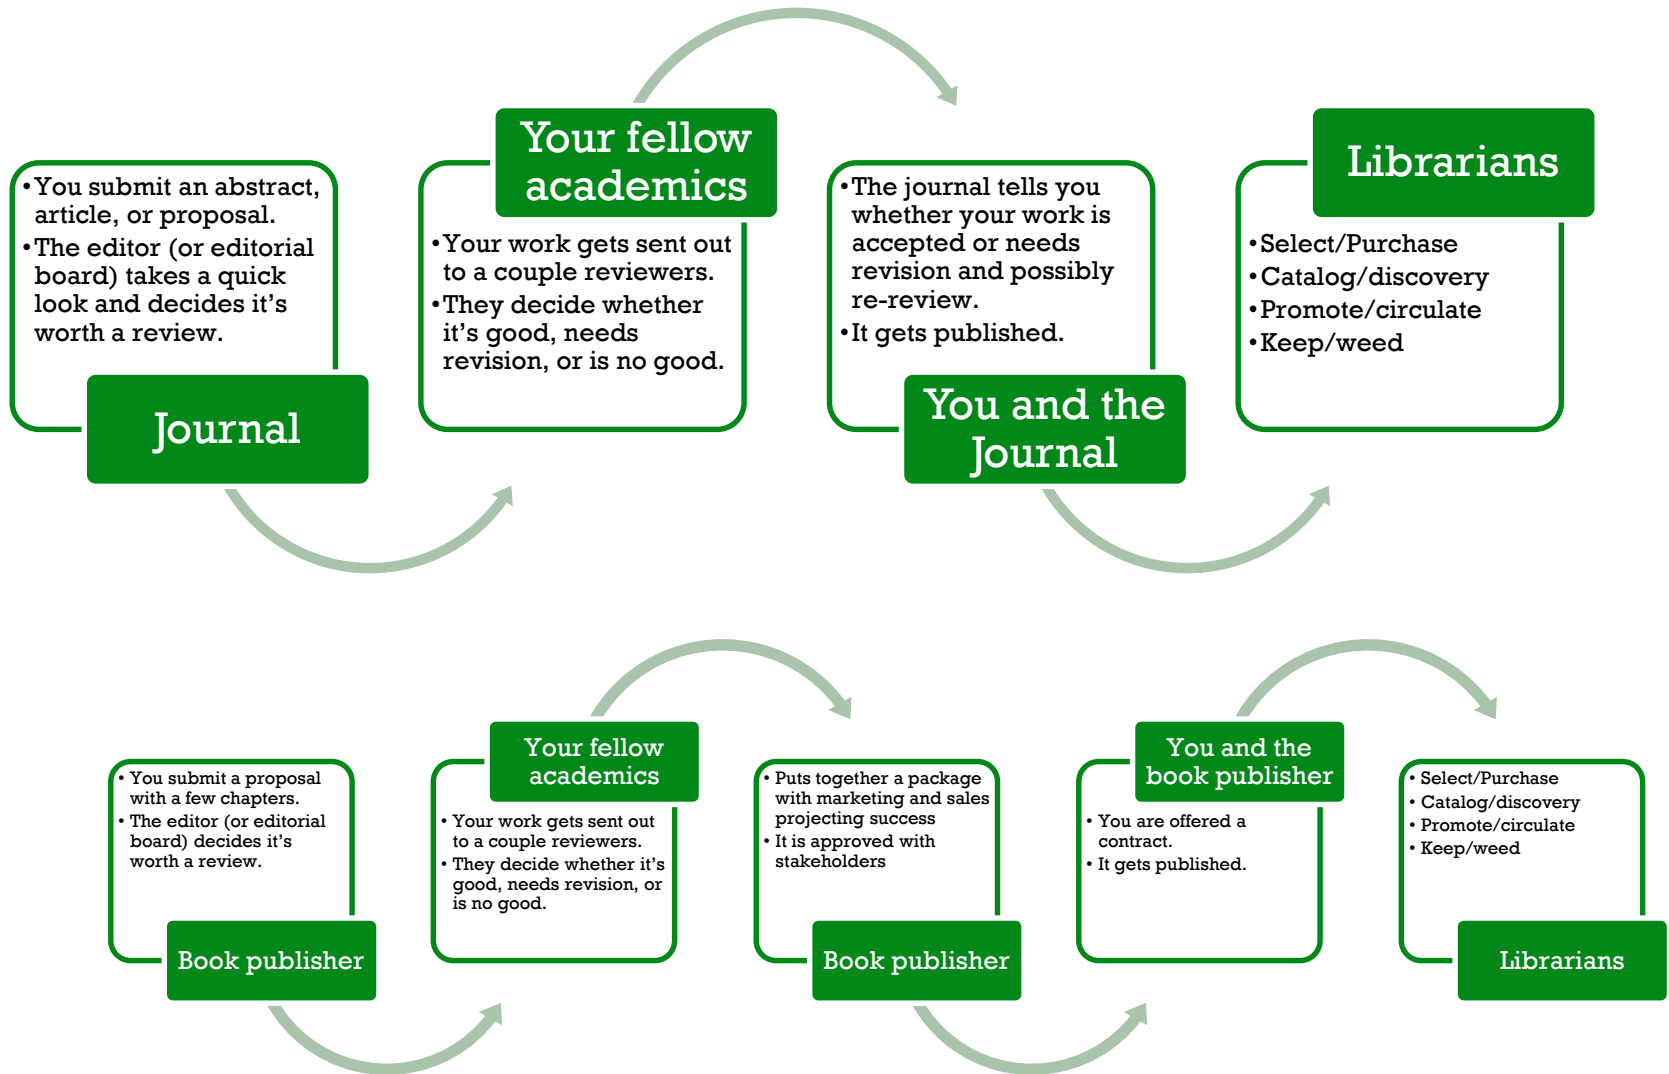 •You submit an abstract,
article, or proposal.
•The editor (or editorial
board) takes a quick
look and decides it's
worth a review.
Journal
Your fellow
academics
•Your work gets sent out
to a couple reviewers.
•They decide whether
it's good, needs
revision, or is no good.
•The journal tells you
whether your work is
accepted or needs
revision and possibly
re-review.
•It gets published.
You and the
Journal
Librarians
•Select/Purchase
•Catalog/discovery
•Promote/circulate
•Keep/weed
• You submit a proposal
with a few chapters.
• The editor (or editorial
board) decides it's
worth a review.
Book publisher
Your fellow
academics
• Your work gets sent out
to a couple reviewers.
• They decide whether it's
good, needs revision, or
is no good.
• Puts together a package
with marketing and sales
projecting success
• It is approved with
stakeholders
Book publisher
You and the
book publisher
• You are offered a
contract.
• It gets published.
• Select/Purchase
• Catalog/discovery
• Promote/circulate
• Keep/weed
Librarians